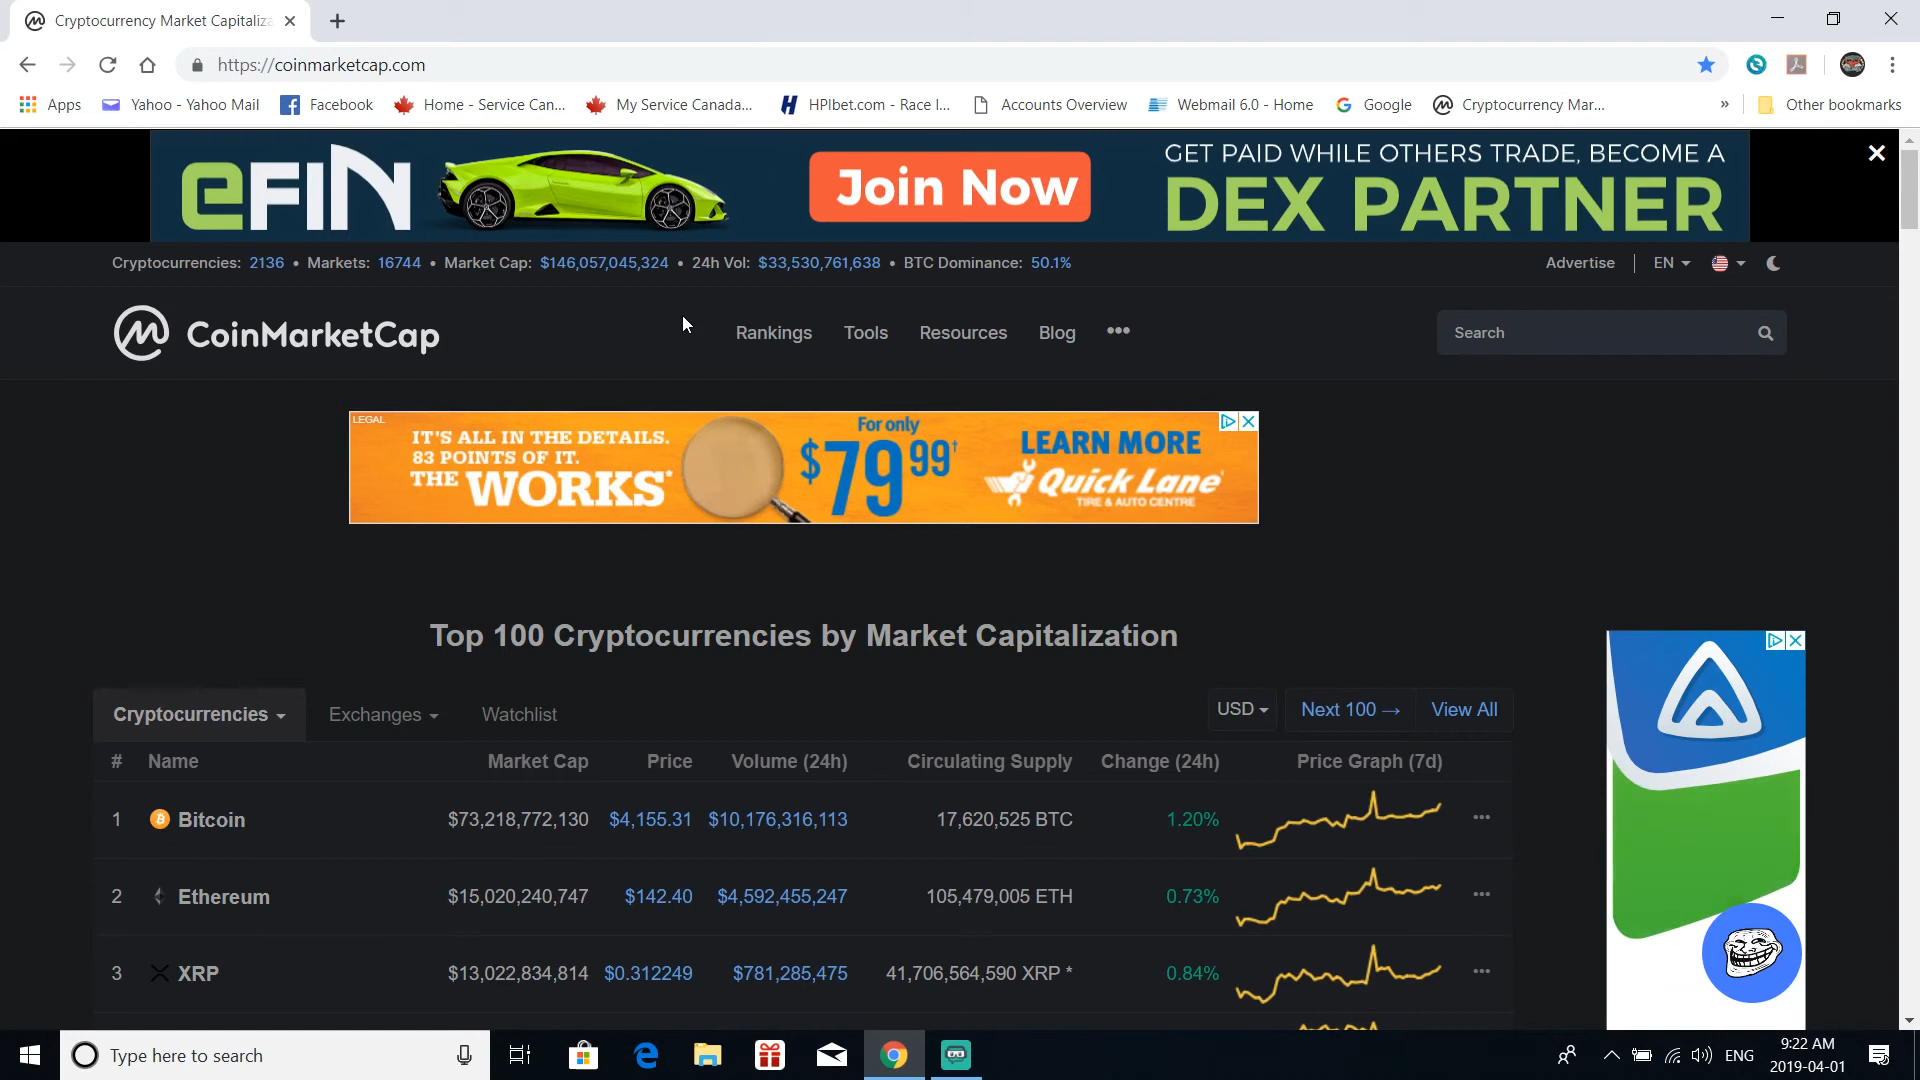 Cryptocurrency Market Capitaliza
https://coinmarketcap.com
Apps Yahoo - Yahoo Mail Facebook Home - Service Can... My Service Canada... HPIbet.com - Race I... Accounts Overview Webmail 6.0 - Home Google Cryptocurrency Mar... » Other bookmarks
eFIN Join Now GET PAID WHILE OTHERS TRADE, BECOME A
DEX PARTNER
Cryptocurrencies: 2136 • Markets: 16744 • Market Cap: $146,057,045,324 • 24h Vol: $33,530,761,638 • BTC Dominance: 50.1% Advertise EN
CoinMarketCap Rankings Tools Resources Blog ••• Search
LEGAL
IT'S ALL IN THE DETAILS.
83 POINTS OF IT.
THE WORKS*
For only
$79.99†
LEARN MORE
Quick Lane
TIRE & AUTO CENTRE
Top 100 Cryptocurrencies by Market Capitalization
Cryptocurrencies Exchanges Watchlist USD Next 100 → View All
# Name Market Cap Price Volume (24h) Circulating Supply Change (24h) Price Graph (7d)
1 Bitcoin $73,218,772,130 $4,155.31 $10,176,316,113 17,620,525 BTC 1.20%
2 Ethereum $15,020,240,747 $142.40 $4,592,455,247 105,479,005 ETH 0.73%
3 XRP $13,022,834,814 $0.312249 $781,285,475 41,706,564,590 XRP * 0.84%
Type here to search ENG 9:22 AM
2019-04-01